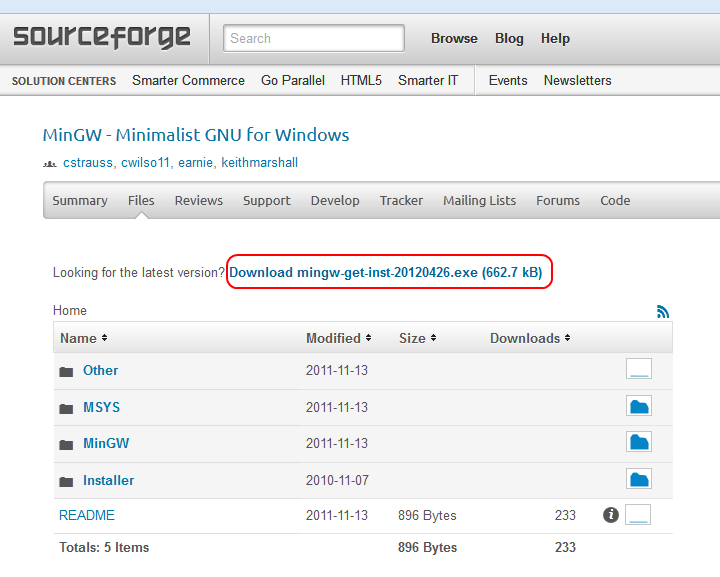 sourceforge
Search
Browse Blog Help
SOLUTION CENTERS Smarter Commerce Go Parallel HTML5 Smarter IT Events Newsletters
MinGW - Minimalist GNU for Windows
cstrauss, cwilso11, earnie, keithmarshall
Summary Files Reviews Support Develop Tracker Mailing Lists Forums Code
Looking for the latest version? Download mingw-get-inst-20120426.exe (662.7 kB)
Home
Name Modified Size Downloads
Other 2011-11-13
MSYS 2011-11-13
MinGW 2011-11-13
Installer 2010-11-07
README 2011-11-13 896 Bytes 233
Totals: 5 Items 896 Bytes 233